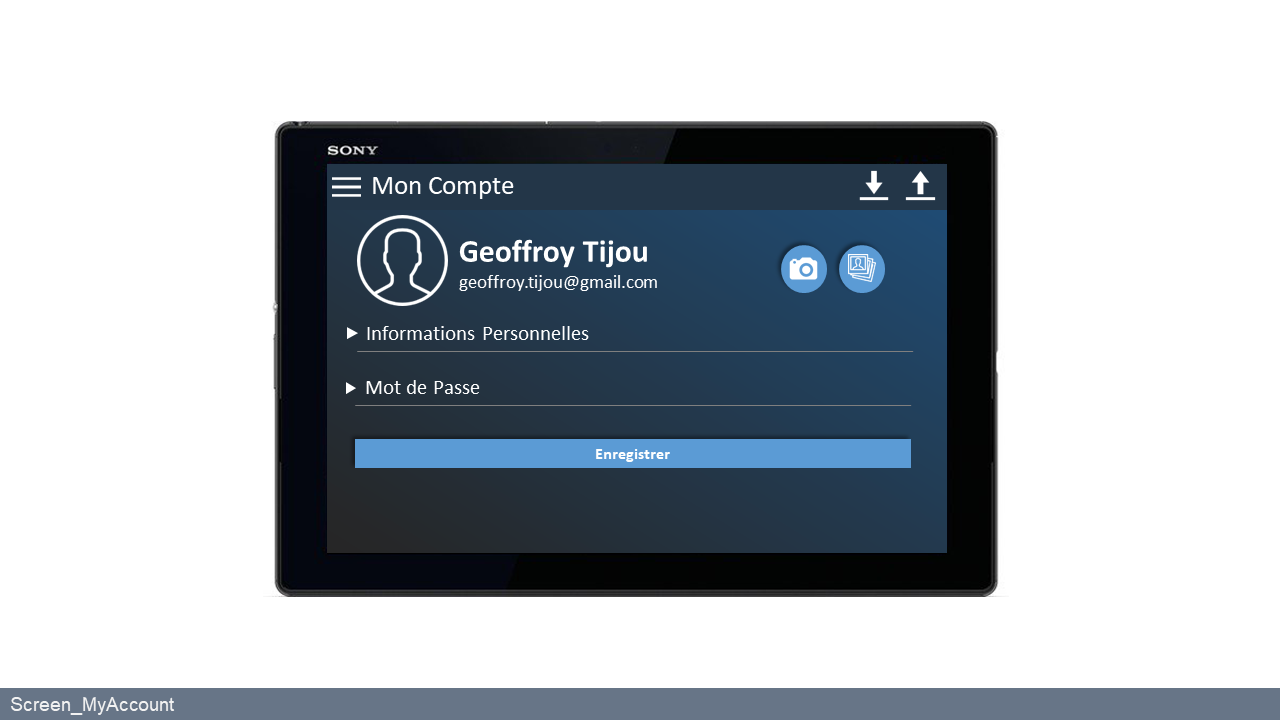 SONY
Mon Compte
Geoffroy Tijou
geoffroy.tijou@gmail.com
Informations Personnelles
Mot de Passe
Enregistrer
Screen_MyAccount